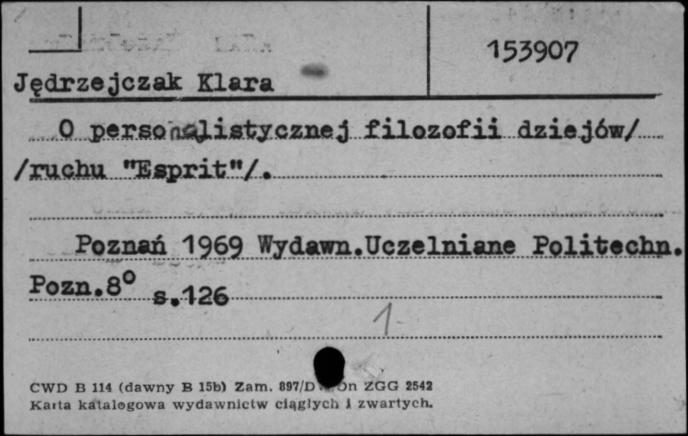 153907
Jędrzejczak Klara
O personalistycznej filozofii dziejów/
/ruchu "Esprit"/.
Poznań 1969 Wydawn.Uczelniane Politechn.
Pozn.8° s.126
1
CWD B 114 (dawny B 15b) Zam. 897/D ZGG 2542
Karta katalogowa wydawnictw ciągłych i zwartych.